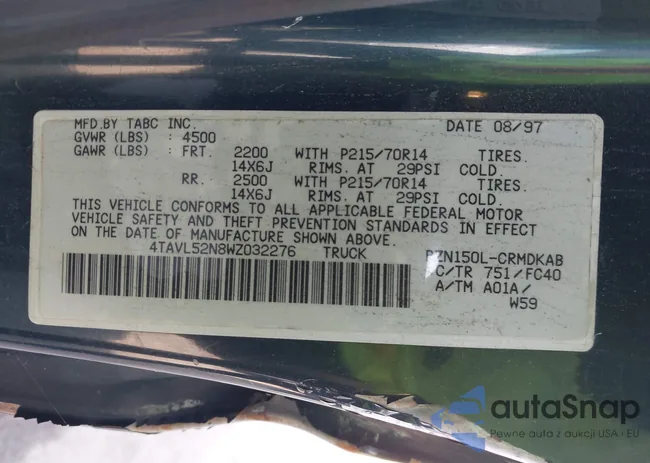 MFD.BY TABC INC. DATE 08/97
GVWR (LBS) 4500
GAWR (LBS) : FRT. 2200 WITH P215/70R14 TIRES.
14X6J RIMS. AT 29PSI COLD.
RR. 2500 WITH P215/70R14 TIRES.
14X6J RIMS. AT 29PSI COLD.
THIS VEHICLE CONFORMS TO ALL APPLICABLE FEDERAL MOTOR
VEHICLE SAFETY AND THEFT PREVENTION STANDARDS IN EFFECT
ON THE DATE OF MANUFACTURE SHOWN ABOVE.
4TAVL52N8WZ032276 TRUCK RZN150L-CRMDKAB
C/TR 751/FC40
A/TM A01A/
W59
autaSnap
Pewne auta z aukcji USA i EU